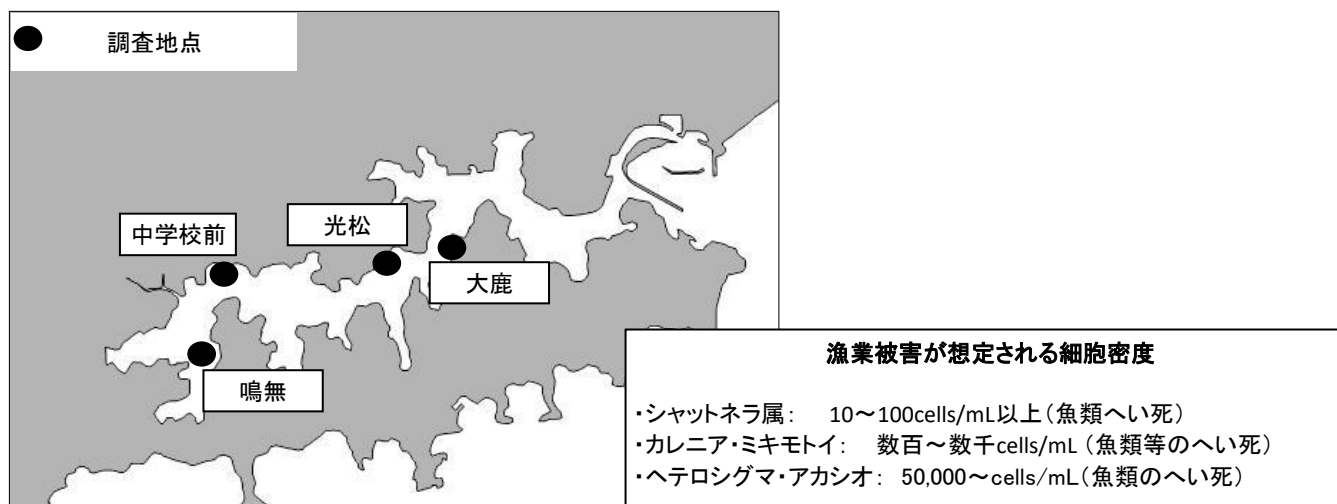 調査地点
中学校前
光松
大鹿
鳴無
漁業被害が想定される細胞密度
・シャットネラ属： 10～100cells/mL以上（魚類へい死）
・カレニア・ミキモトイ： 数百～数千cells/mL （魚類等のへい死）
・ヘテロシグマ・アカシオ： 50,000～cells/mL（魚類のへい死）